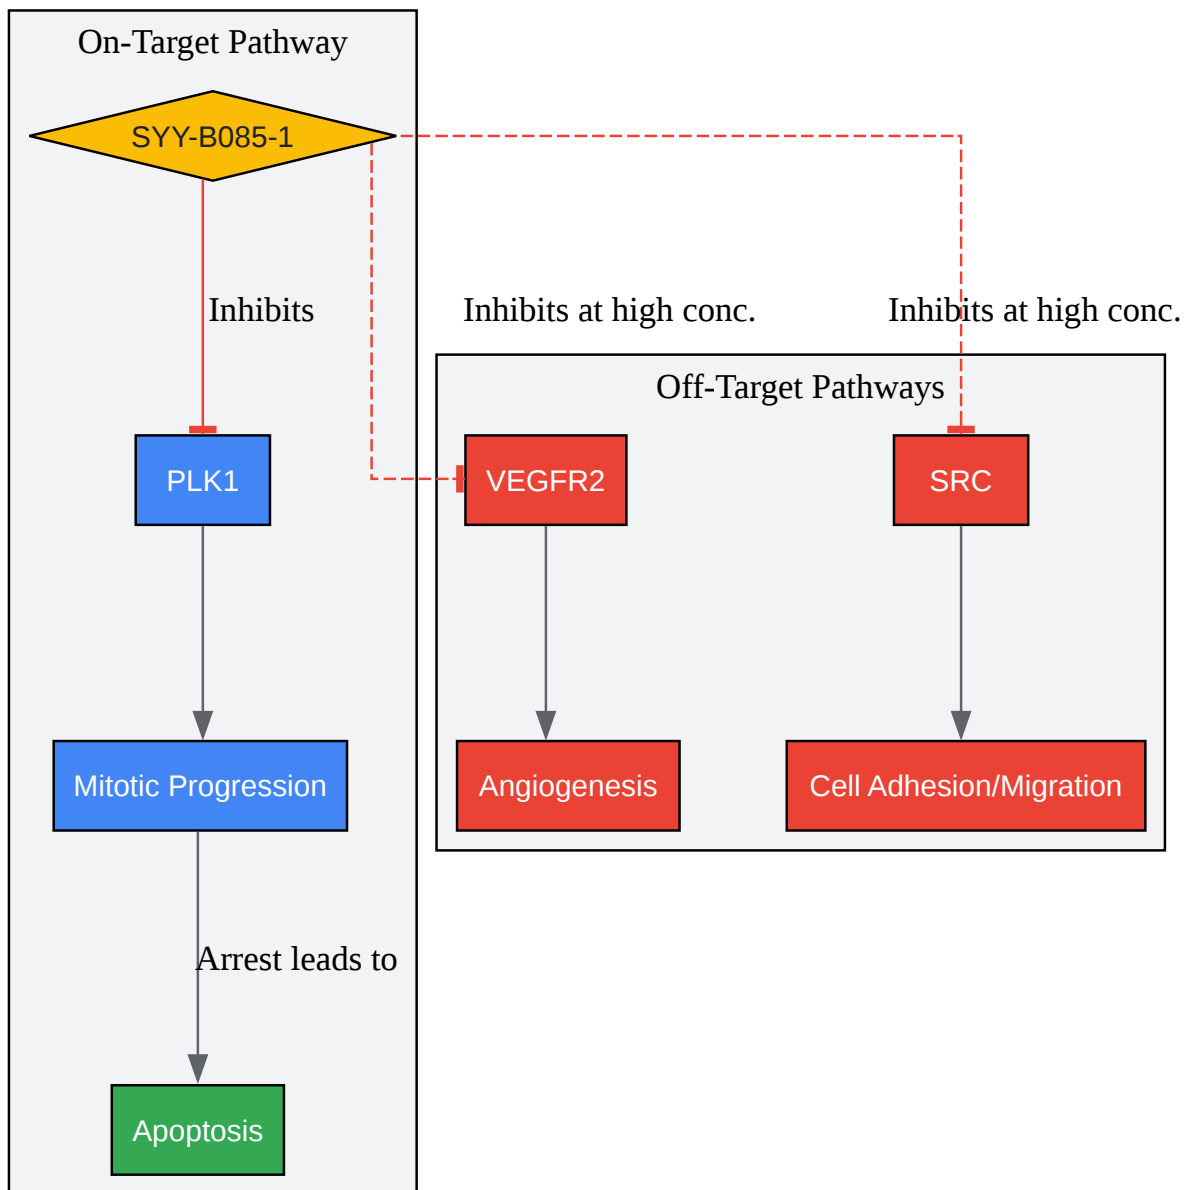 On-Target Pathway
SYY-B085-1
Inhibits
Inhibits at high conc.
Inhibits at high conc.
Off-Target Pathways
PLK1
VEGFR2
SRC
Mitotic Progression
Angiogenesis
Cell Adhesion/Migration
Arrest leads to
Apoptosis